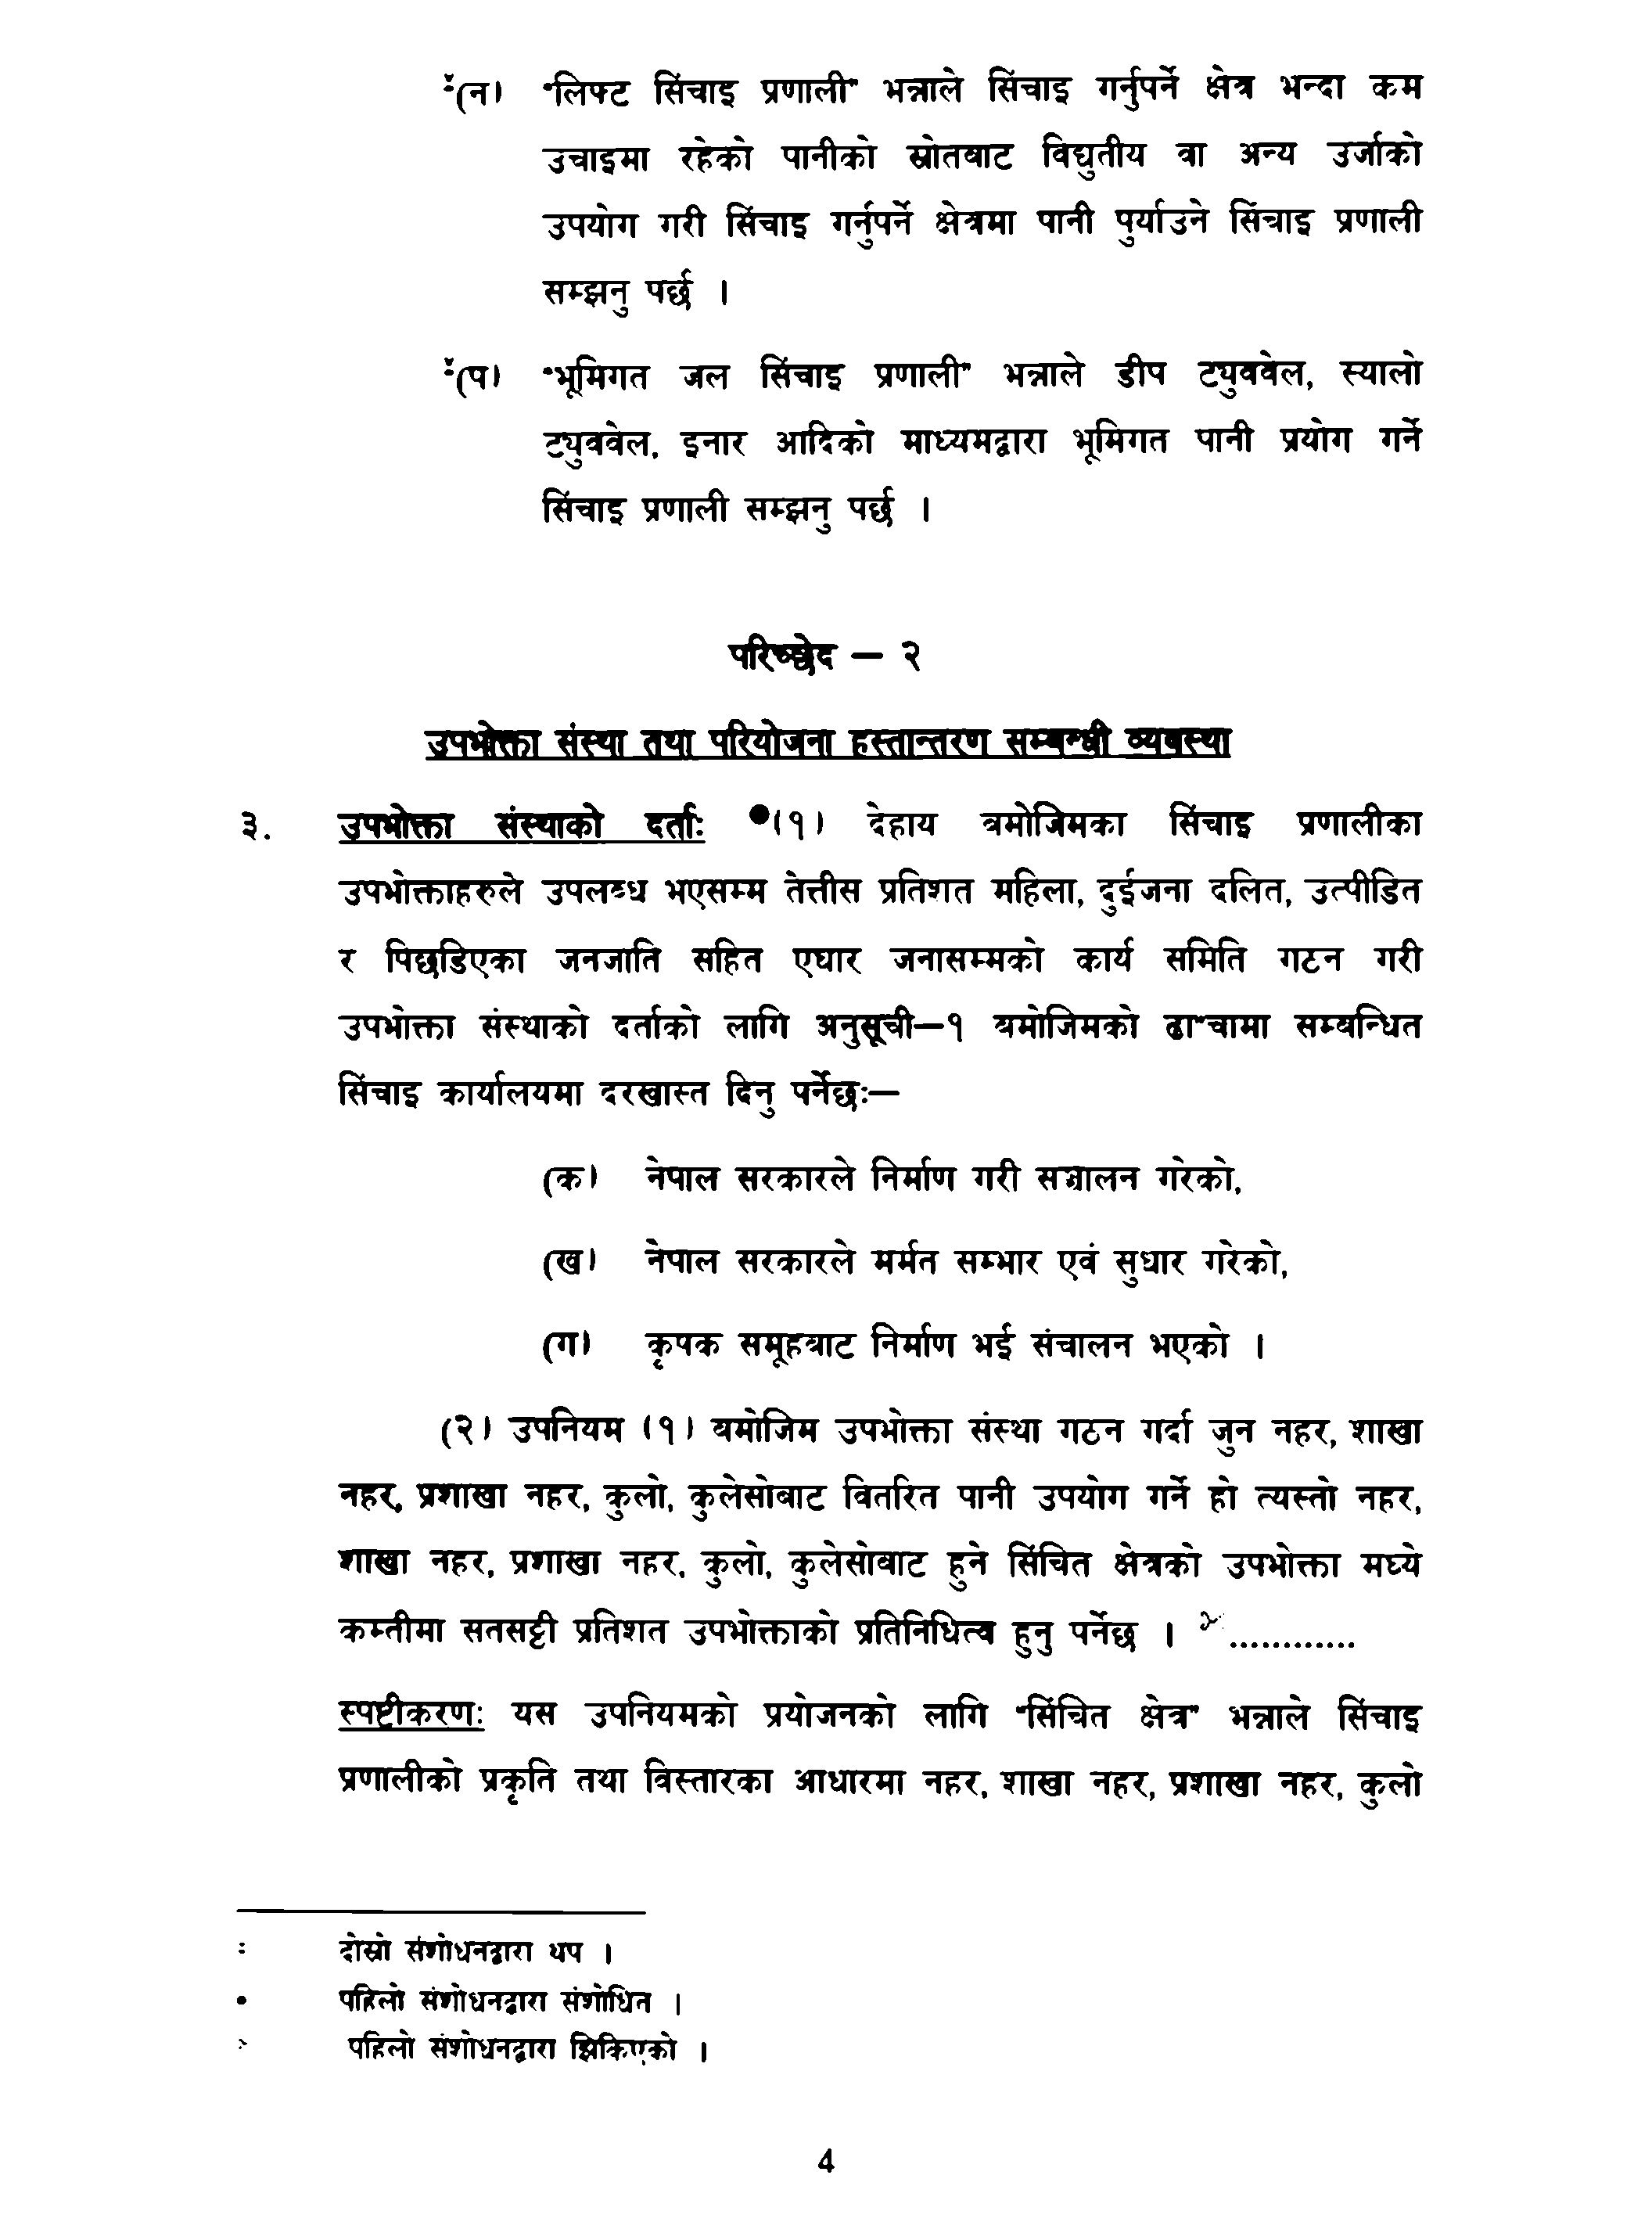 (न) "लिफ्ट सिंचाइ प्रणाली" भन्नाले सिंचाइ गर्नुपर्ने क्षेत्र भन्दा कम
उचाइमा रहेको पानीको स्रोतबाट विद्युतीय वा अन्य उर्जाको
उपयोग गरी सिंचाइ गर्नुपर्ने क्षेत्रमा पानी पुर्याउने सिंचाइ प्रणाली
सम्झनु पर्छ ।
(प) "भूमिगत जल सिंचाइ प्रणाली" भन्नाले डीप ट्युबवेल, स्यालो
ट्युबवेल, इनार आदिको माध्यमद्वारा भूमिगत पानी प्रयोग गर्ने
सिंचाइ प्रणाली सम्झनु पर्छ ।
परिच्छेद – २
उपभोक्ता संस्था तथा परियोजना हस्तान्तरण सम्बन्धी व्यवस्था
३. उपभोक्ता संस्थाको दर्ताः ●(१) देहाय बमोजिमका सिंचाइ प्रणालीका
उपभोक्ताहरुले उपलब्ध भएसम्म तेत्तीस प्रतिशत महिला, दुईजना दलित, उत्पीडित
र पिछडिएका जनजाति सहित एघार जनासम्मको कार्य समिति गटन गरी
उपभोक्ता संस्थाको दर्ताको लागि अनुसूची–१ बमोजिमको ढा"चामा सम्बन्धित
सिंचाइ कार्यालयमा दरखास्त दिनु पर्नेछः–
(क) नेपाल सरकारले निर्माण गरी सञ्चालन गरेको,
(ख) नेपाल सरकारले मर्मत सम्भार एवं सुधार गरेको,
(ग) कृषक समूहबाट निर्माण भई संचालन भएको ।
(२) उपनियम (१) बमोजिम उपभोक्ता संस्था गठन गर्दा जुन नहर, शाखा
नहर, प्रशाखा नहर, कुलो, कुलेसोबाट वितरित पानी उपयोग गर्ने हो त्यस्तो नहर,
शाखा नहर, प्रशाखा नहर, कुलो, कुलेसोबाट हुने सिंचित क्षेत्रको उपभोक्ता मध्ये
कम्तीमा सतसट्टी प्रतिशत उपभोक्ताको प्रतिनिधित्व हुनु पर्नेछ । ............
स्पष्टीकरणः यस उपनियमको प्रयोजनको लागि "सिंचित क्षेत्र" भन्नाले सिंचाइ
प्रणालीको प्रकृति तथा विस्तारका आधारमा नहर, शाखा नहर, प्रशाखा नहर, कुलो
दोस्रो संशोधनद्वारा थप ।
● पहिलो संशोधनद्वारा संशोधित ।
पहिलो संशोधनद्वारा झिकिएको ।
4